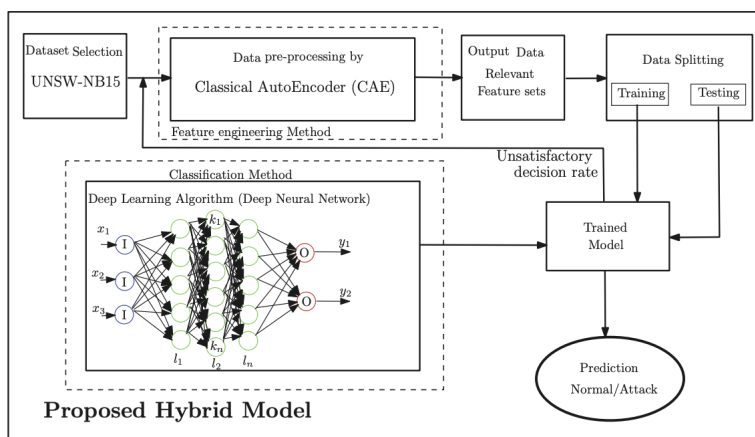 Dataset Selection
UNSW-NB15
Data pre-processing by
Classical AutoEncoder (CAE)
Feature engineering Method
Output Data
Relevant
Feature sets
Data Splitting
Training
Testing
Unsatisfactory
decision rate
Classification Method
Deep Learning Algorithm (Deep Neural Network)
x1
x2
x3
I
I
I
k1
kn
l1
l2
ln
O
O
y1
y2
Trained
Model
Prediction
Normal/Attack
Proposed Hybrid Model